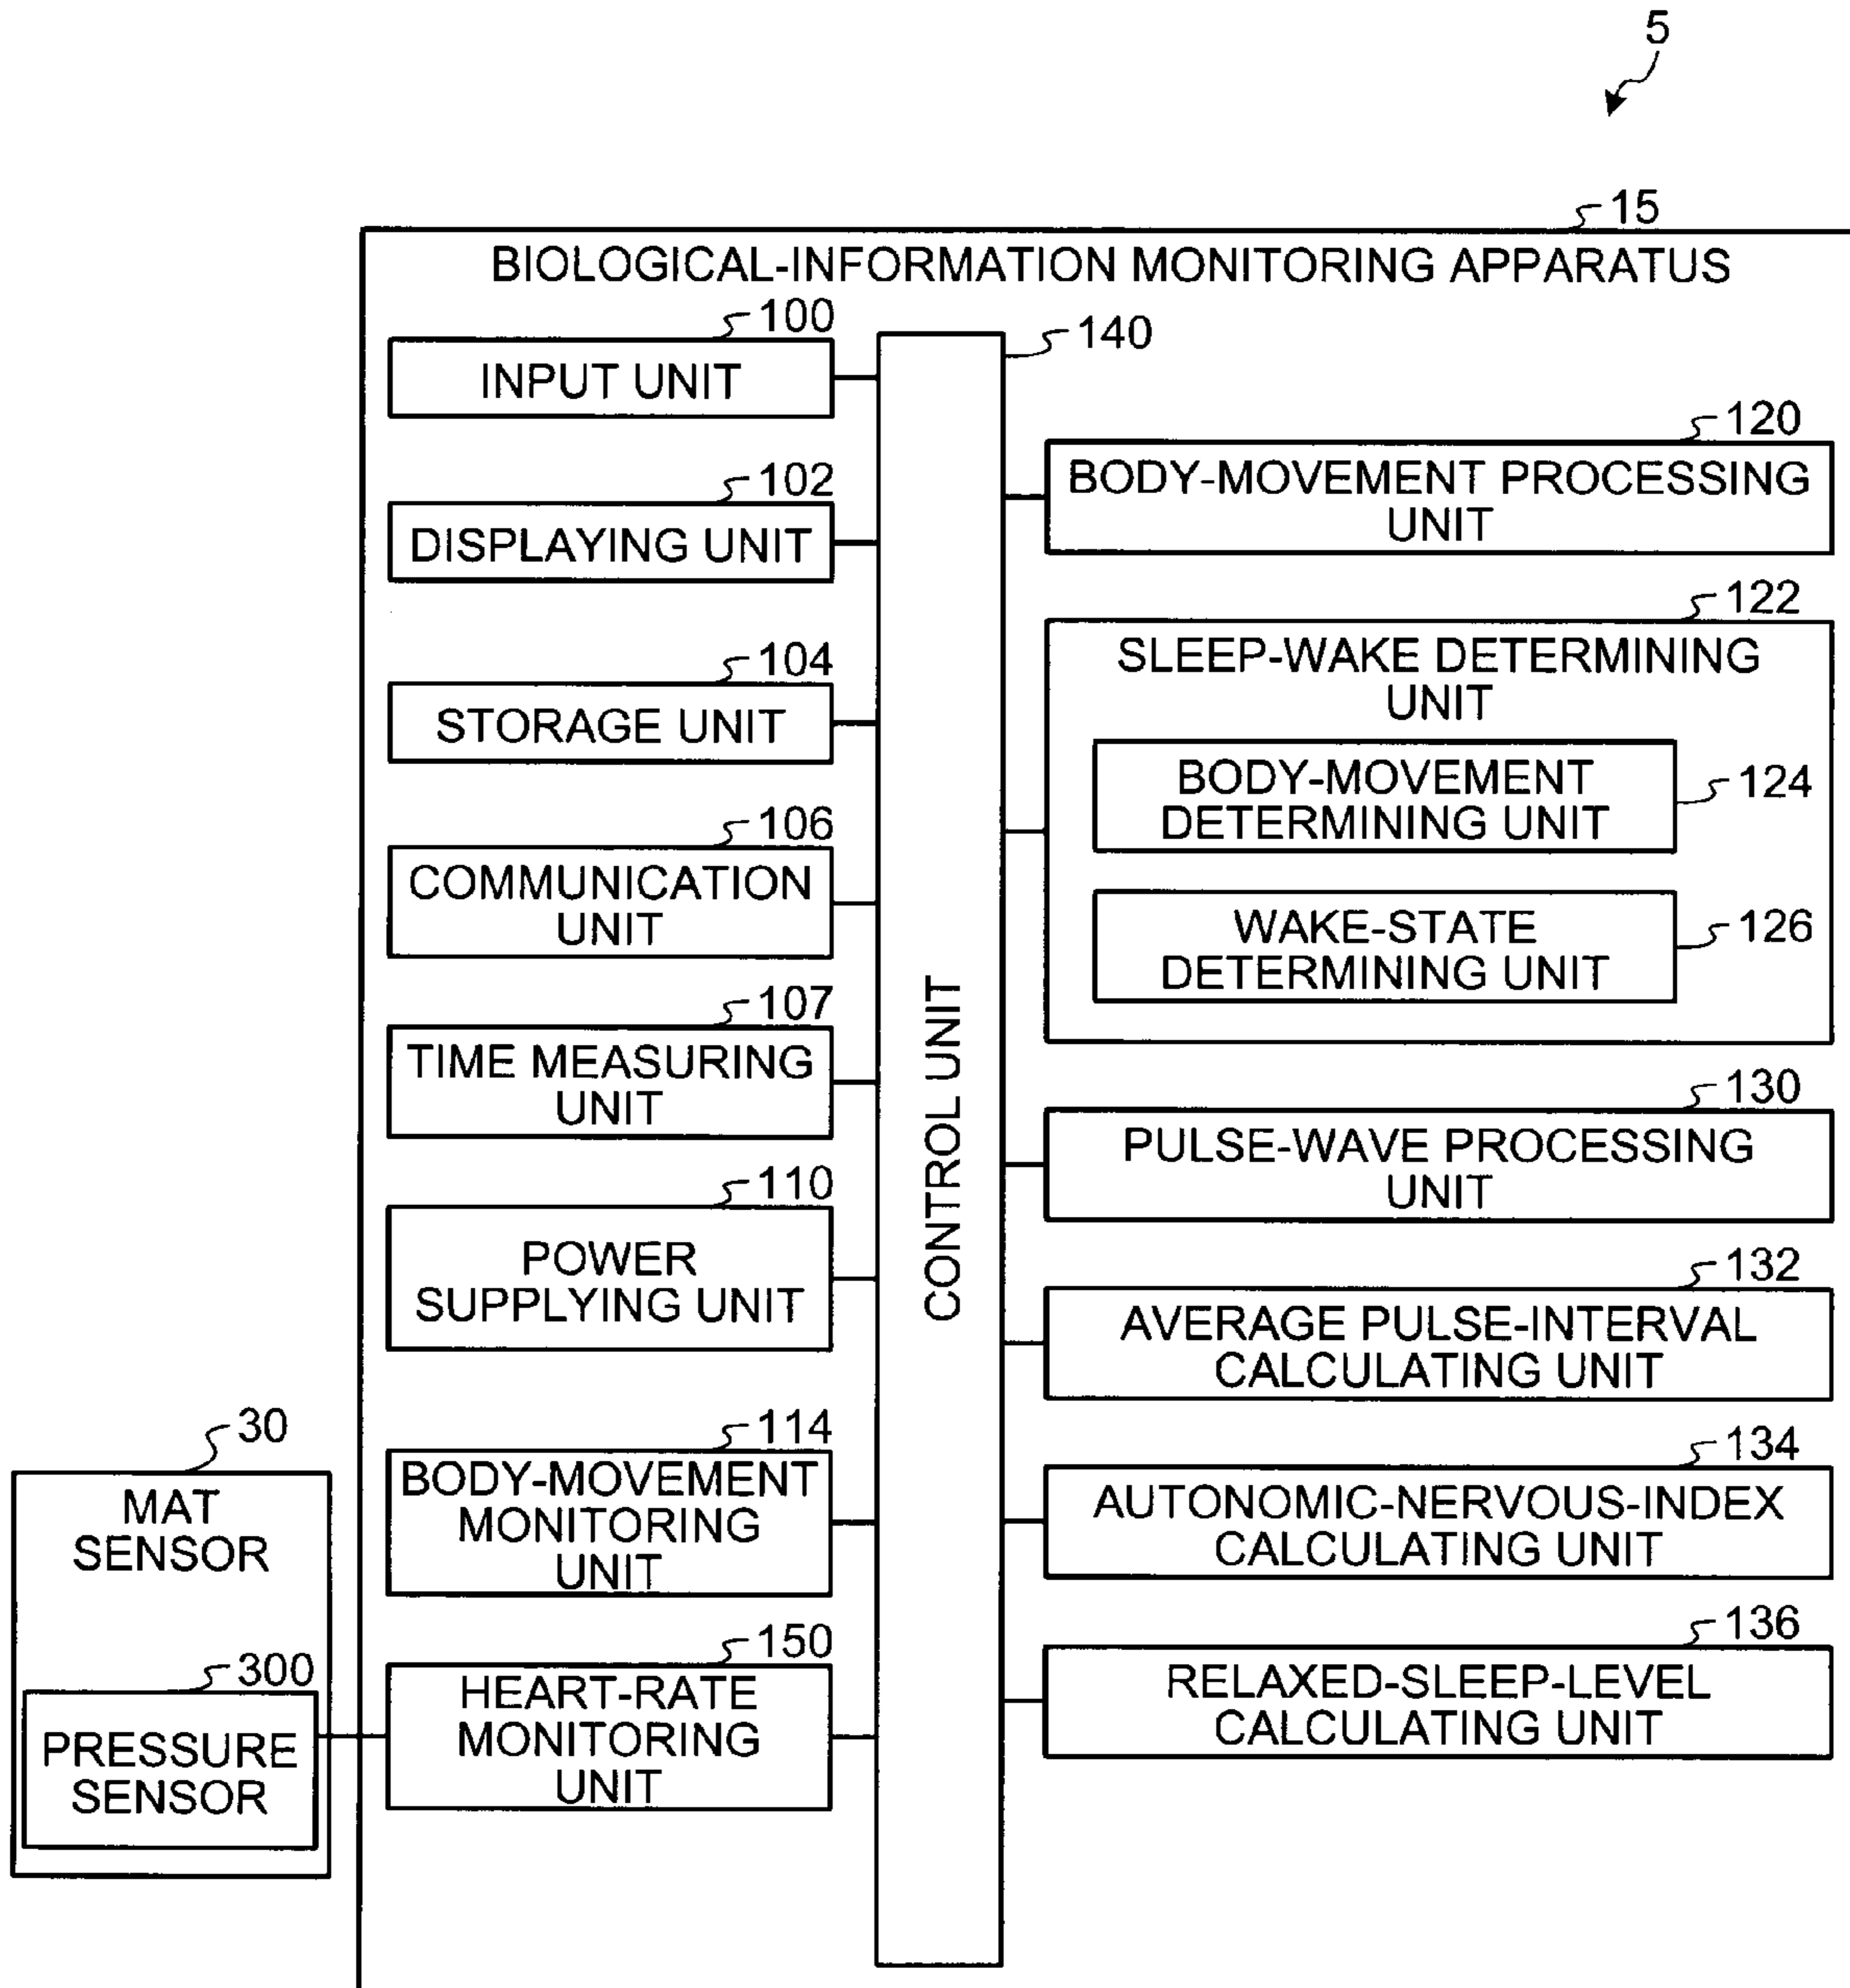 5
15
BIOLOGICAL-INFORMATION MONITORING APPARATUS
100
INPUT UNIT
102
DISPLAYING UNIT
104
STORAGE UNIT
106
COMMUNICATION
UNIT
107
TIME MEASURING
UNIT
110
POWER
SUPPLYING UNIT
114
BODY-MOVEMENT
MONITORING
UNIT
150
HEART-RATE
MONITORING
UNIT
30
MAT
SENSOR
300
PRESSURE
SENSOR
140
CONTROL UNIT
120
BODY-MOVEMENT PROCESSING
UNIT
122
SLEEP-WAKE DETERMINING
UNIT
BODY-MOVEMENT
DETERMINING UNIT
124
WAKE-STATE
DETERMINING UNIT
126
130
PULSE-WAVE PROCESSING
UNIT
132
AVERAGE PULSE-INTERVAL
CALCULATING UNIT
134
AUTONOMIC-NERVOUS-INDEX
CALCULATING UNIT
136
RELAXED-SLEEP-LEVEL
CALCULATING UNIT